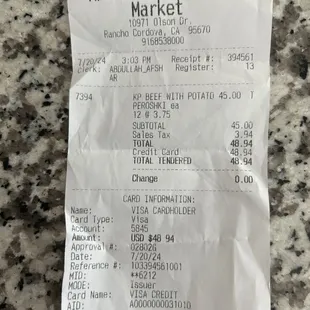 Market
10971 Olson Dr.
Rancho Cordova, CA 95670
9168538000
7/20/24 3:03 PM Receipt #: 394561
Clerk: ABDULLAH_AFSH Register: 13
AR
7394 KP BEEF WITH POTATO 45.00 T
PEROSHKI ea
12 @ 3.75
SUBTOTAL 45.00
Sales Tax 3.94
TOTAL 48.94
Credit Card 48.94
TOTAL TENDERED 48.94
Change 0.00
CARD INFORMATION:
Name: VISA CARDHOLDER
Card Type: Visa
Account: 5845
Amount: USD $48.94
Approval #: 02802G
Date: 7/20/24
Reference #: 103394561001
MID: **6212
MODE: Issuer
Card Name: VISA CREDIT
AID: A0000000031010